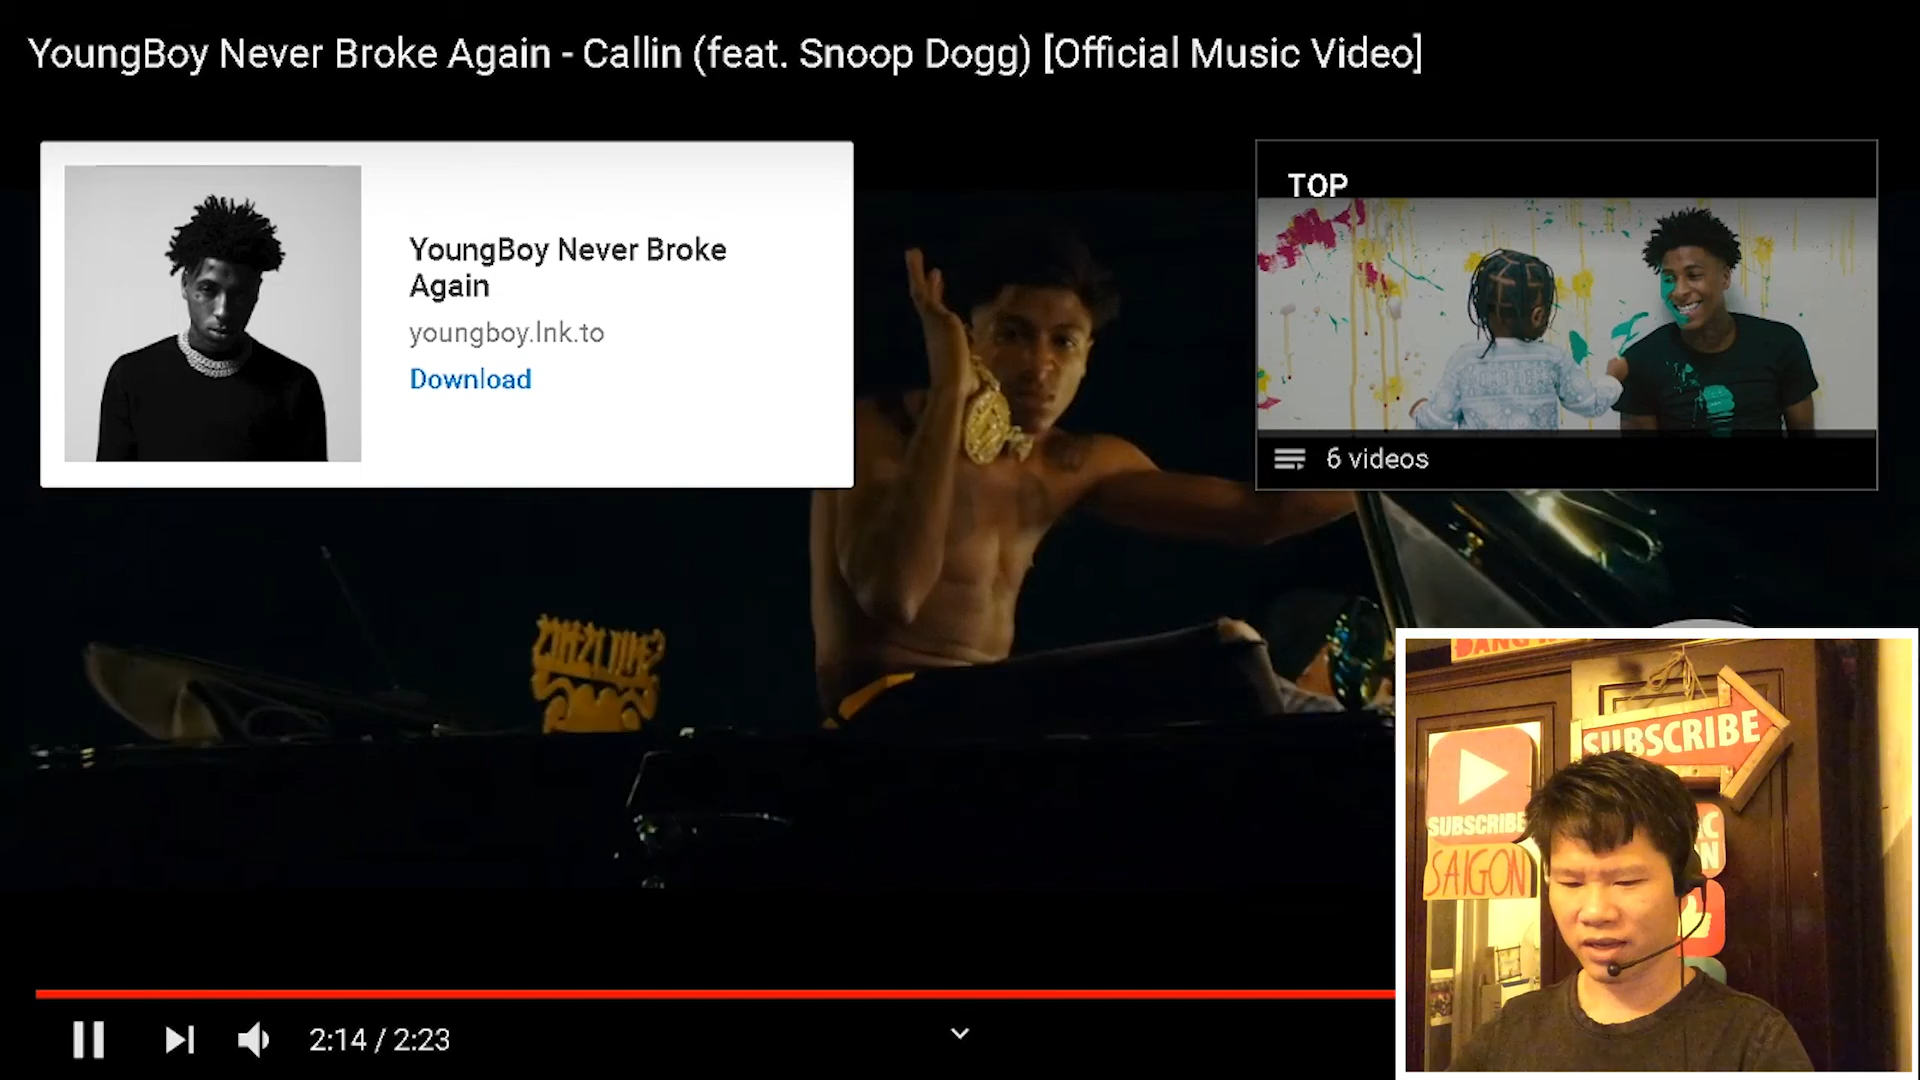 YoungBoy Never Broke Again - Callin (feat. Snoop Dogg) [Official Music Video]
YoungBoy Never Broke
Again
youngboy.lnk.to
Download
TOP
6 videos
SUBSCRIBE
SUBSCRIBE
SAIGON
2:14 / 2:23